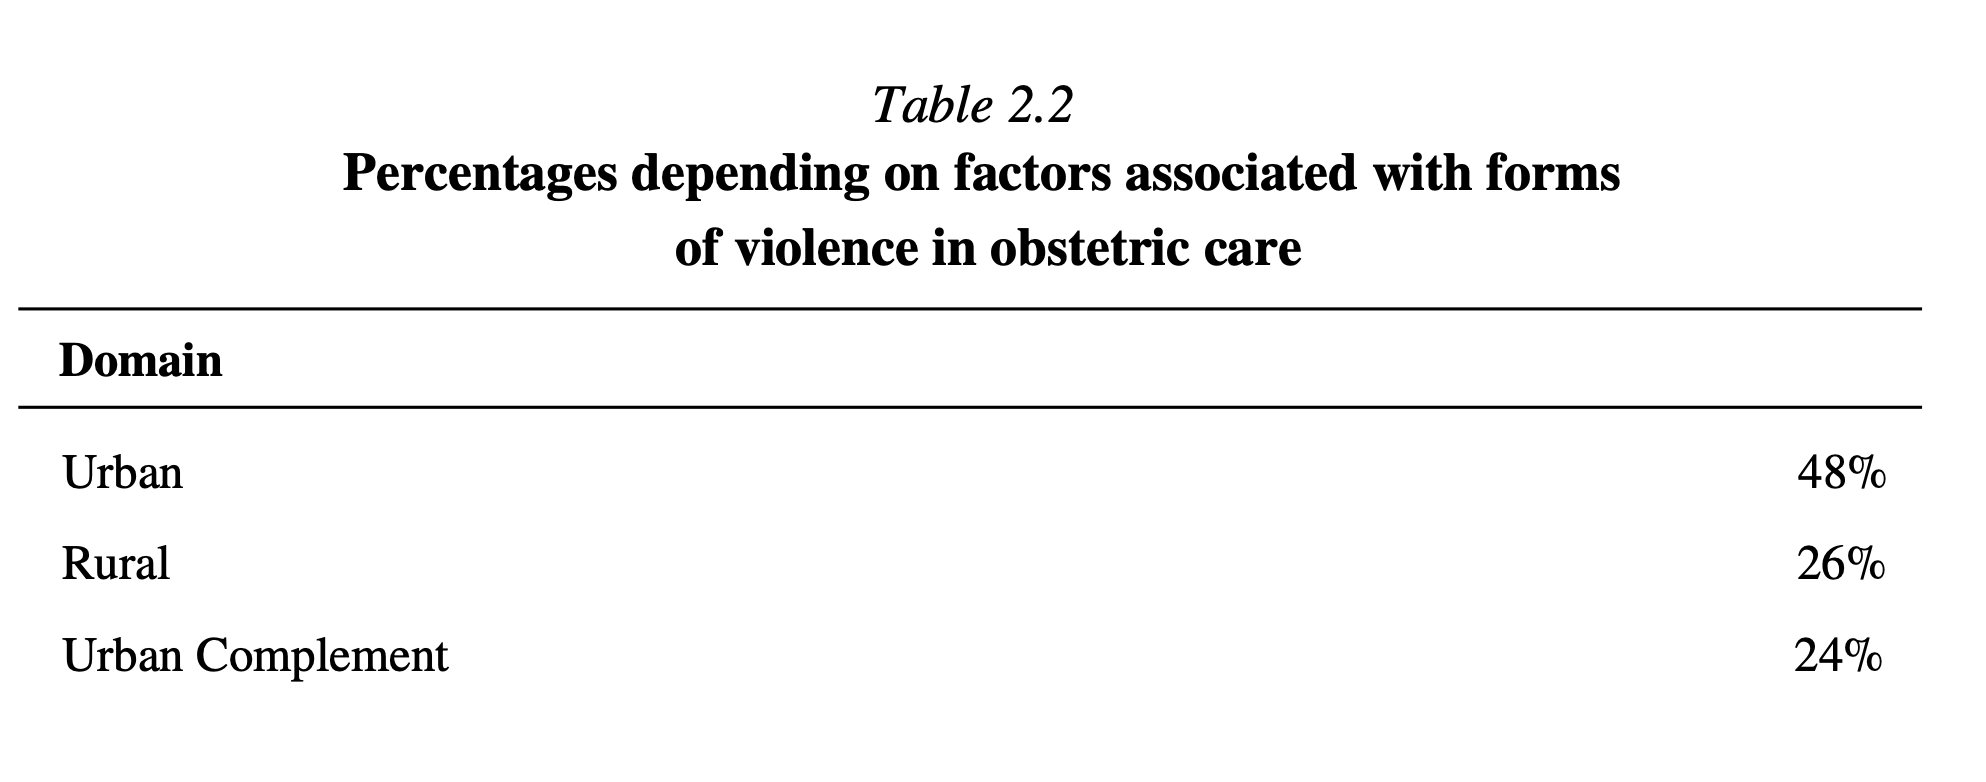 Table 2.2
Percentages depending on factors associated with forms
of violence in obstetric care
Domain
Urban 48%
Rural 26%
Urban Complement 24%